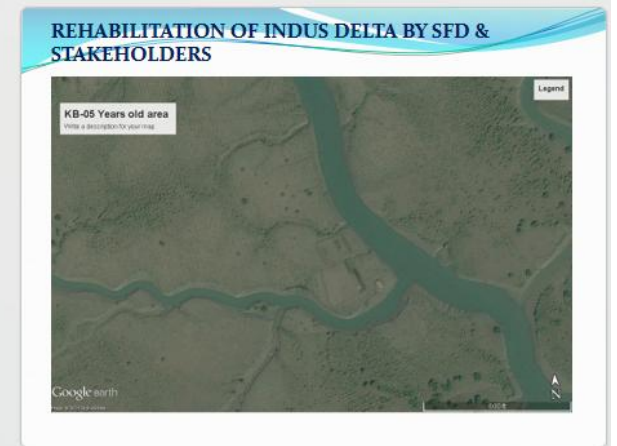 REHABILITATION OF INDUS DELTA BY SFD &
STAKEHOLDERS
Legend
KB-05 Years old area
Write a description for your map.
Google earth
N